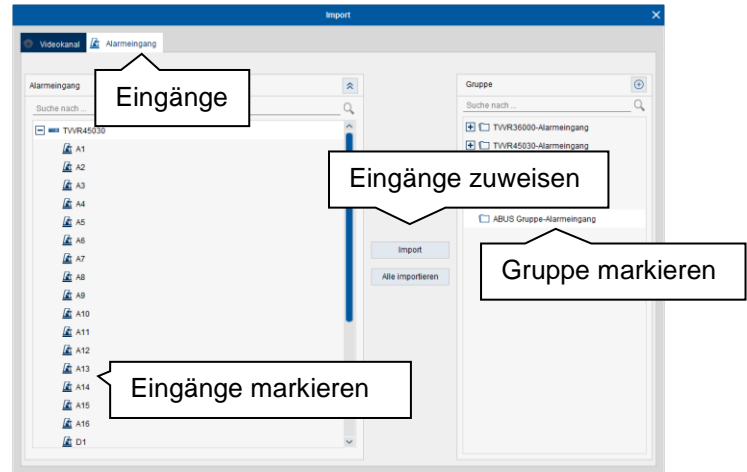 Import
Videokanal
Alarmeingang
Eingänge
Alarmeingang
Suche nach ...
TVVR45030
A1
A2
A3
A4
A5
A6
A7
A8
A9
A10
A11
A12
A13
A14
A15
A16
D1
Eingänge markieren
Eingänge zuweisen
Import
Alle importieren
Gruppe
Suche nach ...
TVVR36000-Alarmeingang
TVVR45030-Alarmeingang
ABUS Gruppe-Alarmeingang
Gruppe markieren